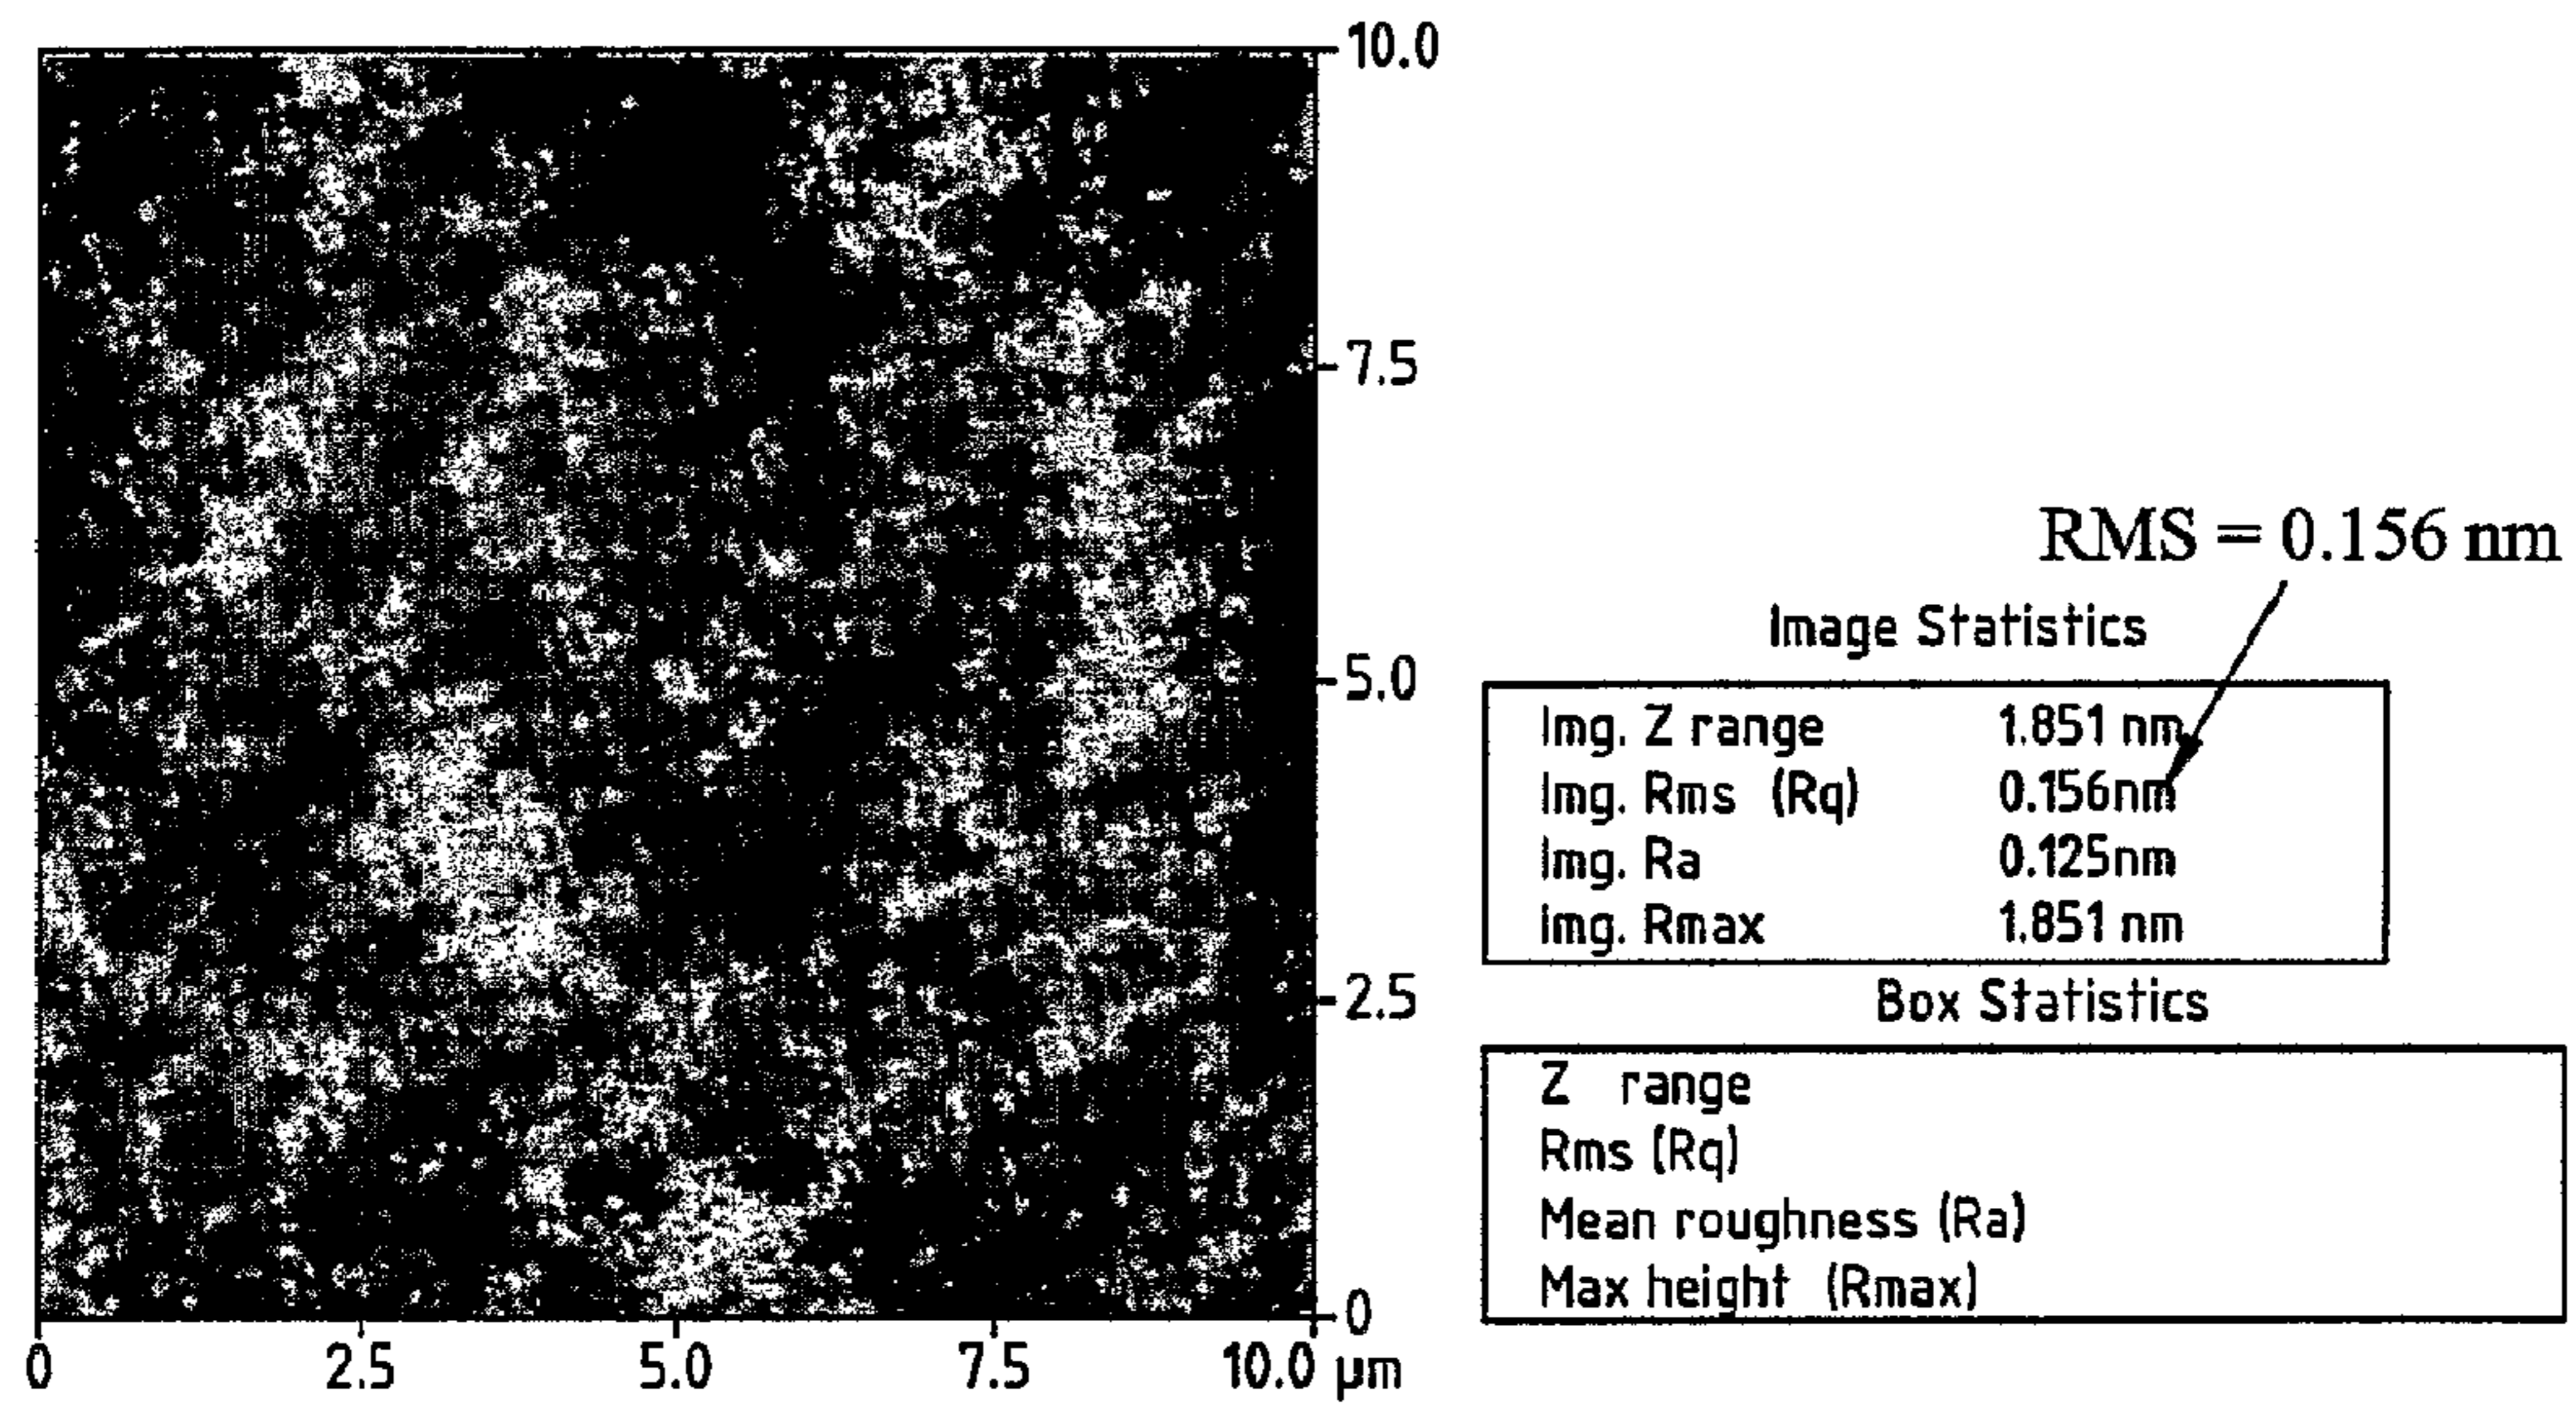 10.0
7.5
5.0
2.5
0
0 2.5 5.0 7.5 10.0 µm
RMS = 0.156 nm
Image Statistics
Img. Z range 1.851 nm
Img. Rms (Rq) 0.156nm
Img. Ra 0.125nm
Img. Rmax 1.851 nm
Box Statistics
Z range
Rms (Rq)
Mean roughness (Ra)
Max height (Rmax)